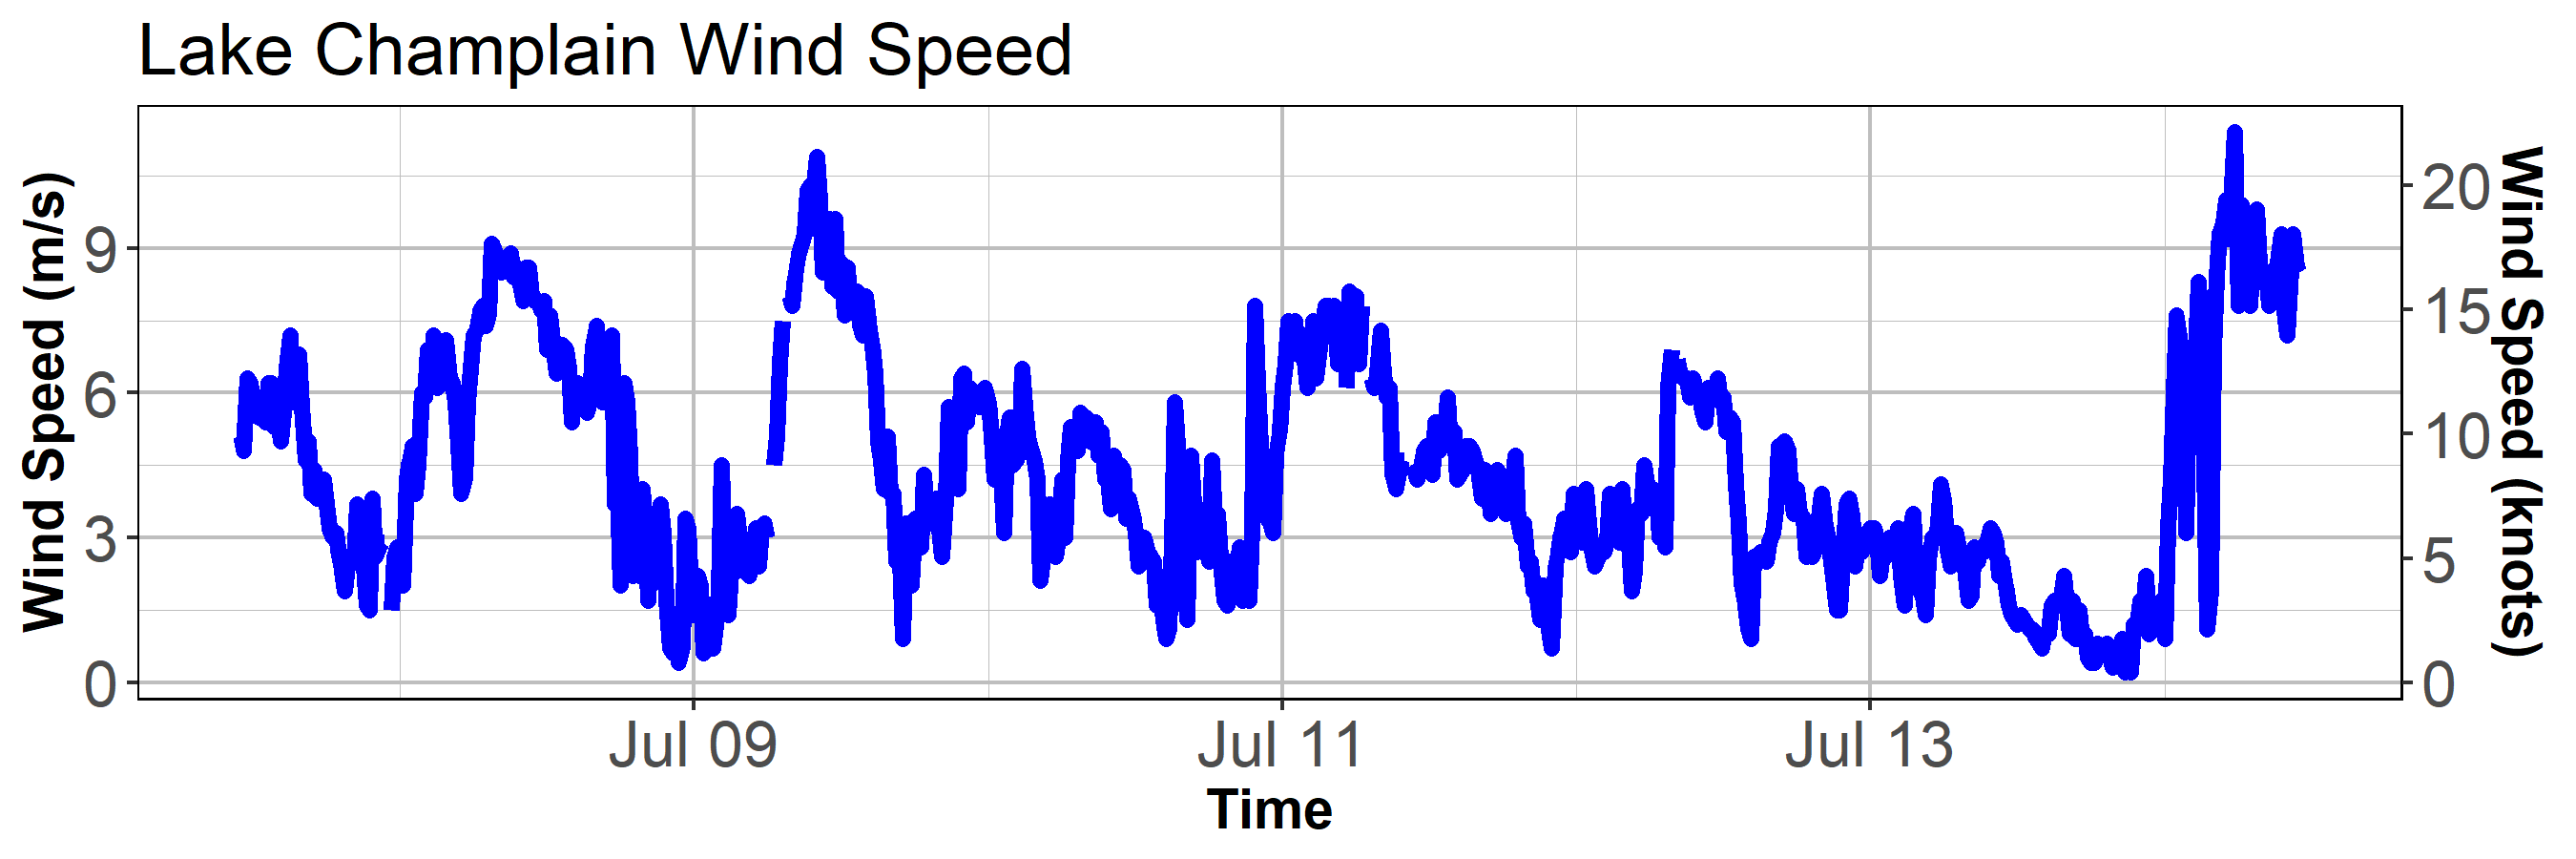 Lake Champlain Wind Speed
Wind Speed (m/s)
9
6
3
0
20
15
10
5
0
Wind Speed (knots)
Jul 09
Jul 11
Jul 13
Time